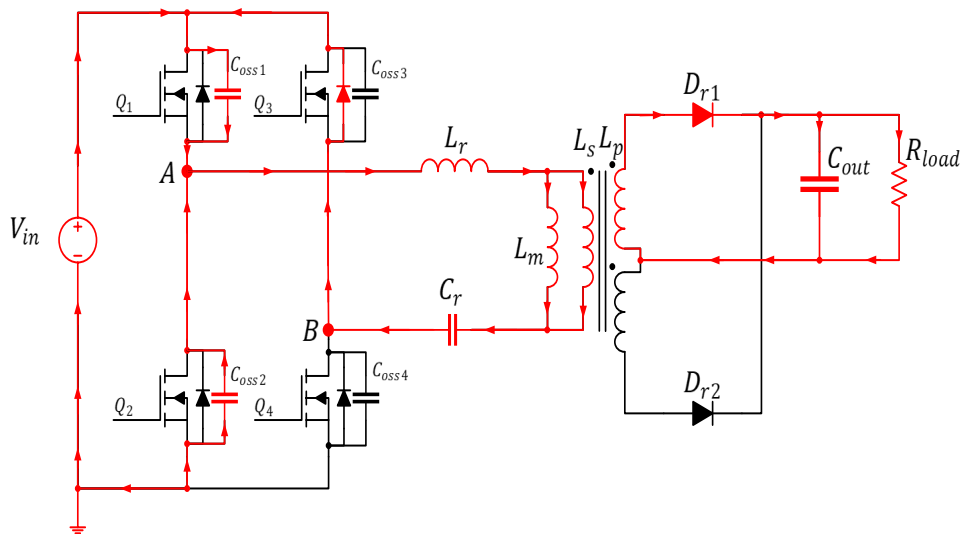 C_oss1
C_oss3
Q_1
Q_3
D_r1
L_r
L_s L_p
C_out
R_load
A
V_in
+
−
L_m
C_r
B
C_oss2
C_oss4
Q_2
Q_4
D_r2